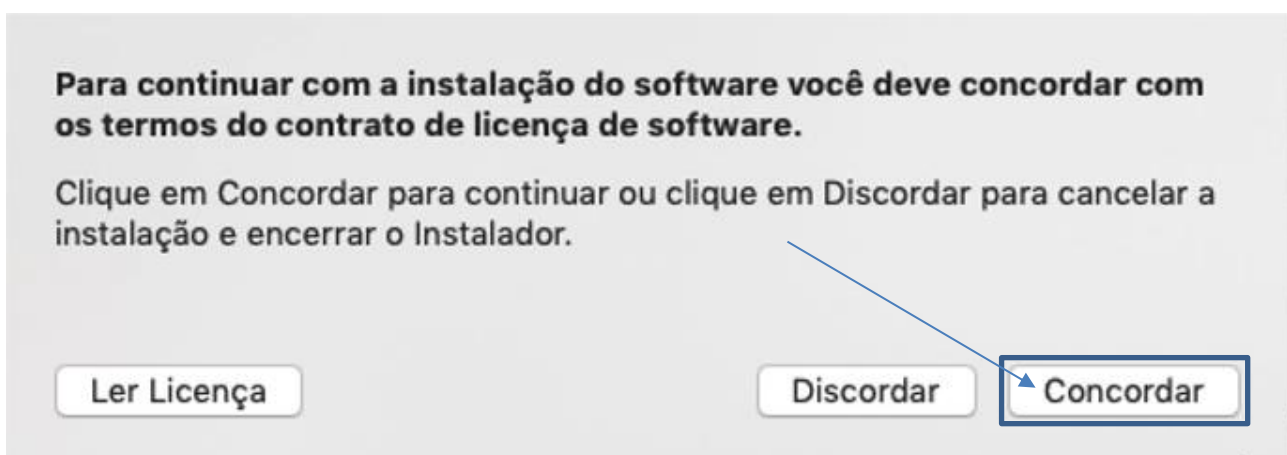 Para continuar com a instalação do software você deve concordar com
os termos do contrato de licença de software.
Clique em Concordar para continuar ou clique em Discordar para cancelar a
instalação e encerrar o Instalador.
Ler Licença
Discordar
Concordar